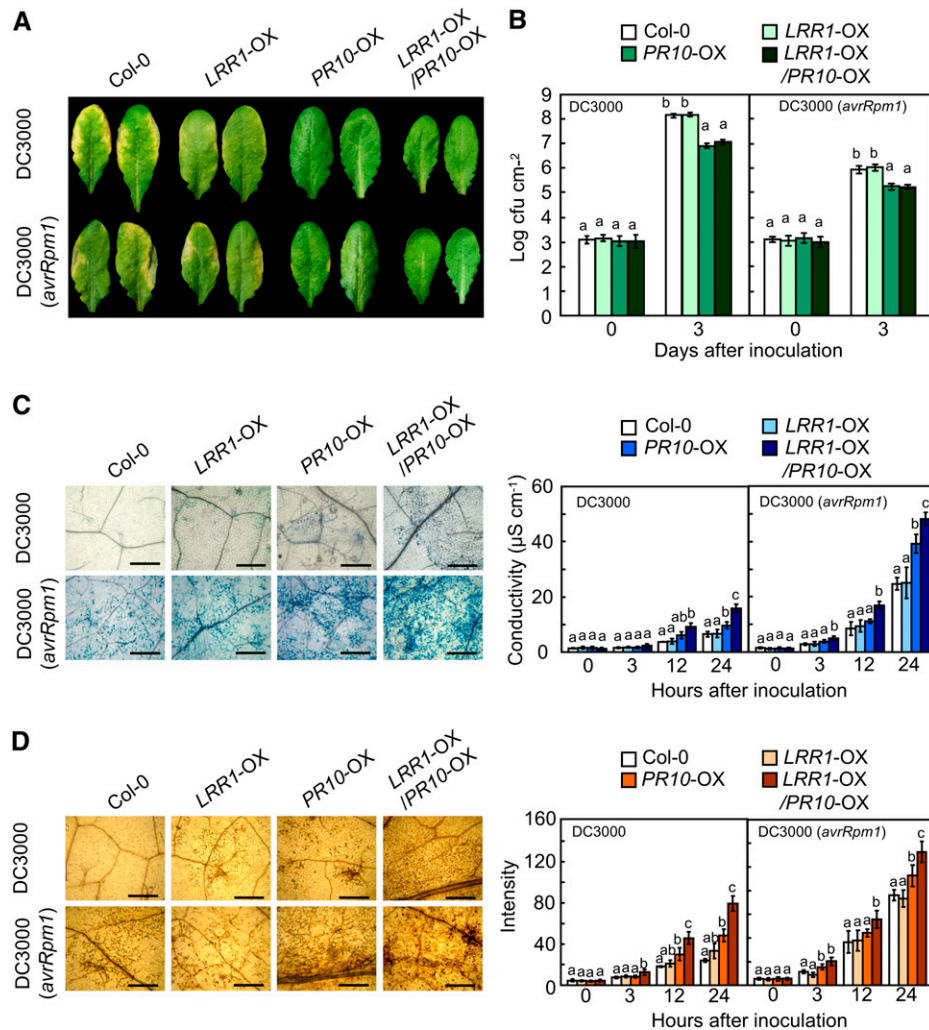 A
Col-0
LRR1-OX
PR10-OX
LRR1-OX
/PR10-OX
DC3000
DC3000
(avrRpm1)
B
Col-0
LRR1-OX
PR10-OX
LRR1-OX
/PR10-OX
DC3000
DC3000 (avrRpm1)
Log cfu cm-²
9
8
7
6
5
4
3
2
1
0
a a a a
b b a a
a a a a
b b a a
0 3 0 3
Days after inoculation
C
Col-0
LRR1-OX
PR10-OX
LRR1-OX
/PR10-OX
DC3000
DC3000
(avrRpm1)
Col-0
LRR1-OX
PR10-OX
LRR1-OX
/PR10-OX
DC3000
DC3000 (avrRpm1)
Conductivity (µS cm⁻¹)
60
40
20
0
a a a a
a a a a
a a ab b
a a b c
a a a a
a a a b
a a a b
a a b c
0 3 12 24 0 3 12 24
Hours after inoculation
D
Col-0
LRR1-OX
PR10-OX
LRR1-OX
/PR10-OX
DC3000
DC3000
(avrRpm1)
Col-0
LRR1-OX
PR10-OX
LRR1-OX
/PR10-OX
DC3000
DC3000 (avrRpm1)
Intensity
160
120
80
40
0
a a a a
a a a b
a a b c
a ab b c
a a a a
a a b b
a a a b
a a b c
0 3 12 24 0 3 12 24
Hours after inoculation